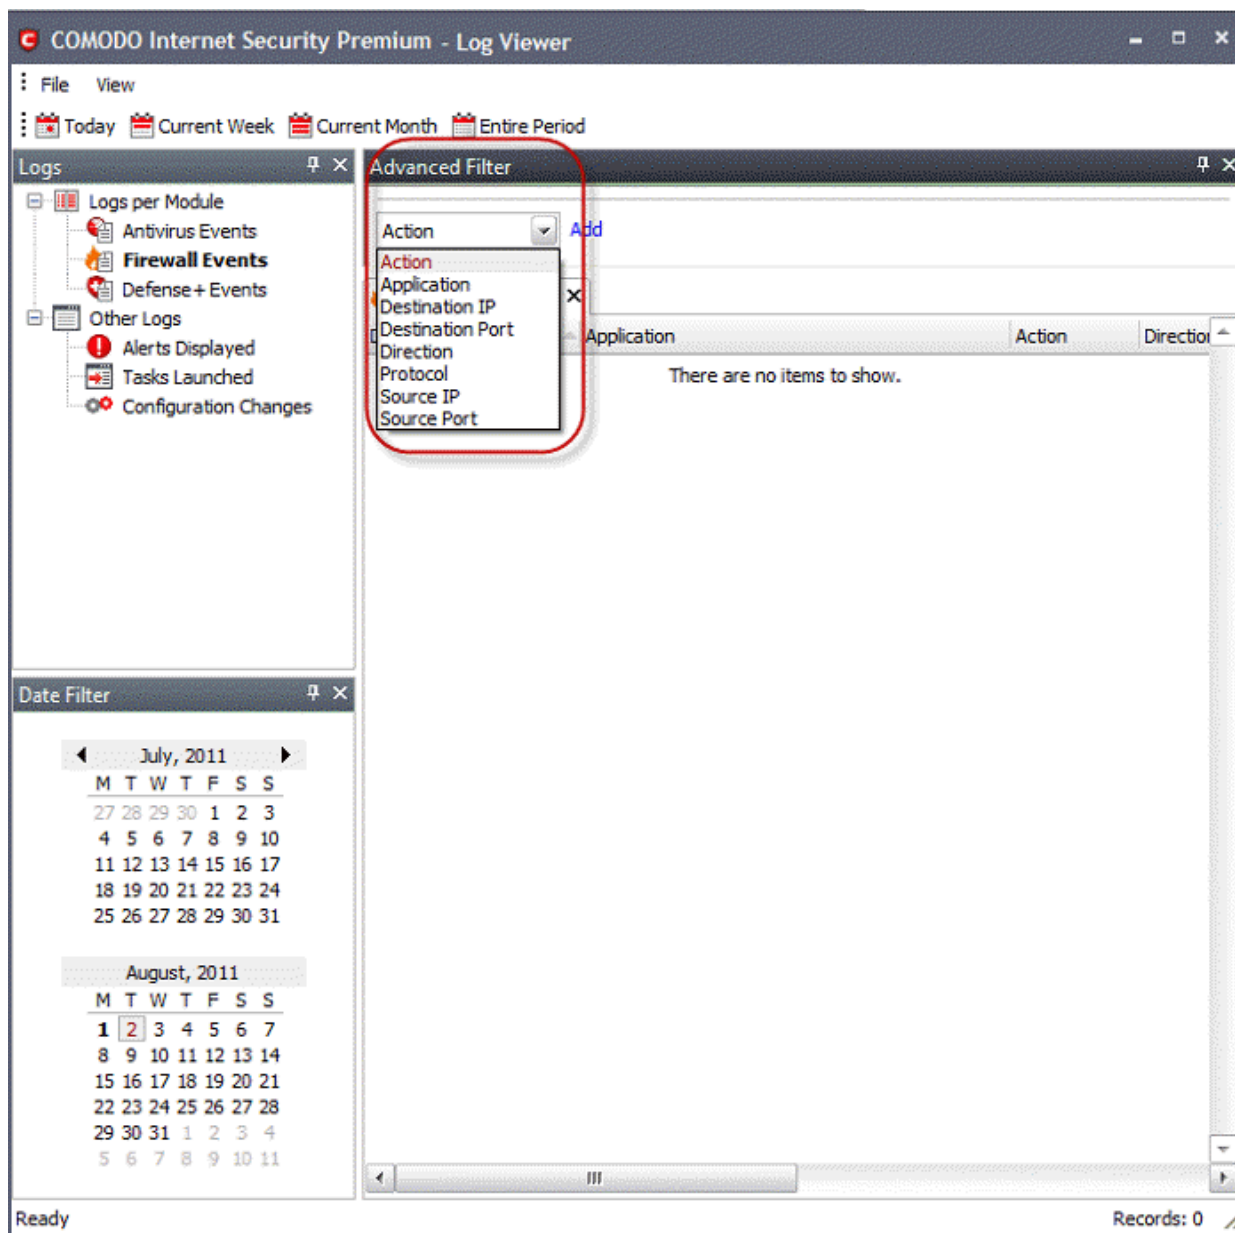 COMODO Internet Security Premium - Log Viewer
File View
Today Current Week Current Month Entire Period
Logs
Logs per Module
Antivirus Events
Firewall Events
Defense+ Events
Other Logs
Alerts Displayed
Tasks Launched
Configuration Changes
Advanced Filter
Action Add
Action
Application
Destination IP
Destination Port
Direction
Protocol
Source IP
Source Port
Application Action Direction
There are no items to show.
Date Filter
July, 2011
M T W T F S S
27 28 29 30 1 2 3
4 5 6 7 8 9 10
11 12 13 14 15 16 17
18 19 20 21 22 23 24
25 26 27 28 29 30 31
August, 2011
M T W T F S S
1 2 3 4 5 6 7
8 9 10 11 12 13 14
15 16 17 18 19 20 21
22 23 24 25 26 27 28
29 30 31 1 2 3 4
5 6 7 8 9 10 11
Ready Records: 0